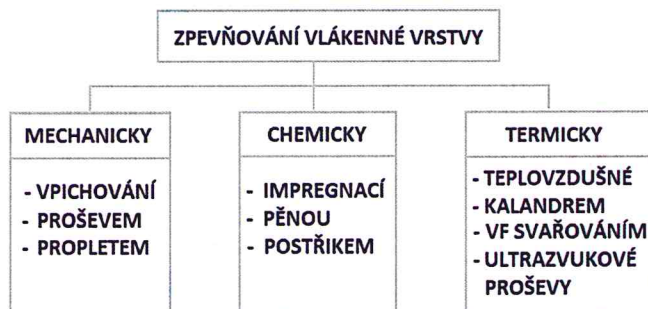 ZPEVŇOVÁNÍ VLÁKENNÉ VRSTVY
MECHANICKY
- VPICHOVÁNÍ
- PROŠEVEM
- PROPLETEM
CHEMICKY
- IMPREGNACÍ
- PĚNOU
- POSTŘIKEM
TERMICKY
- TEPLOVZDUŠNÉ
- KALANDREM
- VF SVAŘOVÁNÍM
- ULTRAZVUKOVÉ
PROŠEVY